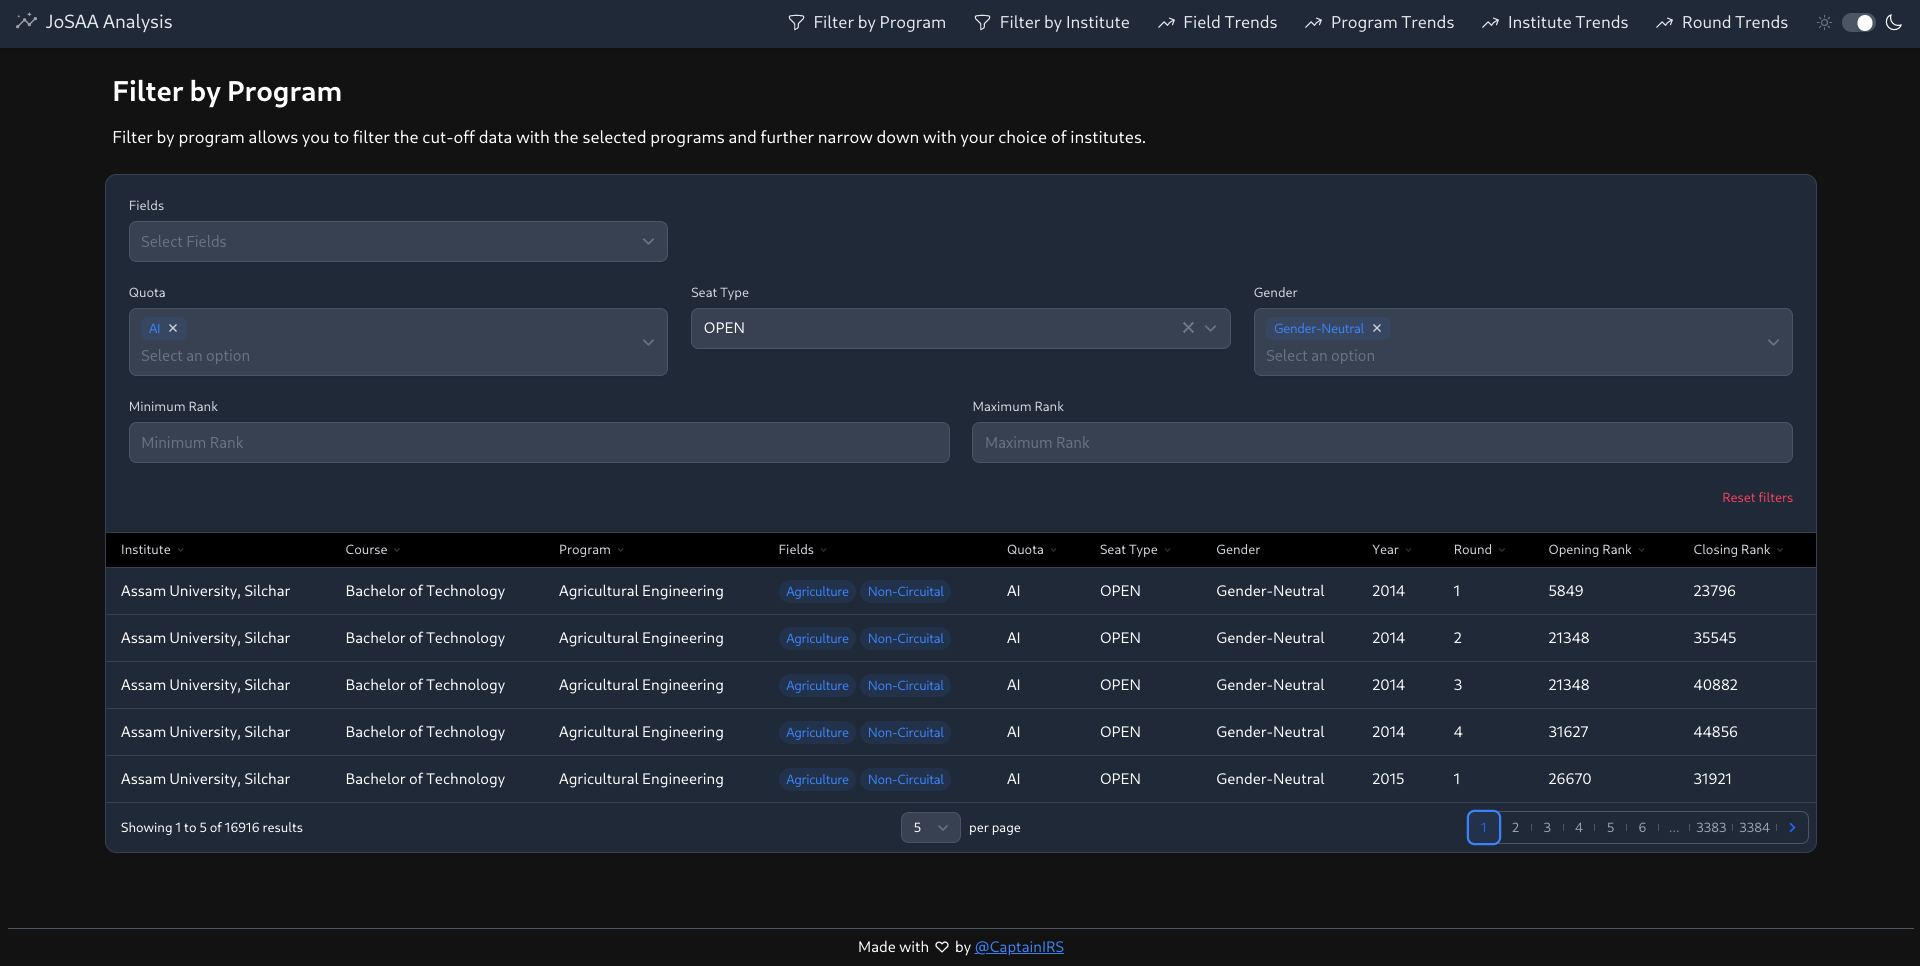 JoSAA Analysis
Filter by Program
Filter by Institute
Field Trends
Program Trends
Institute Trends
Round Trends
Filter by Program
Filter by program allows you to filter the cut-off data with the selected programs and further narrow down with your choice of institutes.
Fields
Select Fields
Quota
Seat Type
Gender
AI ✕
Select an option
OPEN
Gender-Neutral ✕
Select an option
Minimum Rank
Maximum Rank
Minimum Rank
Maximum Rank
Reset filters
Institute Course Program Fields Quota Seat Type Gender Year Round Opening Rank Closing Rank
Assam University, Silchar Bachelor of Technology Agricultural Engineering Agriculture Non-Circuital AI OPEN Gender-Neutral 2014 1 5849 23796
Assam University, Silchar Bachelor of Technology Agricultural Engineering Agriculture Non-Circuital AI OPEN Gender-Neutral 2014 2 21348 35545
Assam University, Silchar Bachelor of Technology Agricultural Engineering Agriculture Non-Circuital AI OPEN Gender-Neutral 2014 3 21348 40882
Assam University, Silchar Bachelor of Technology Agricultural Engineering Agriculture Non-Circuital AI OPEN Gender-Neutral 2014 4 31627 44856
Assam University, Silchar Bachelor of Technology Agricultural Engineering Agriculture Non-Circuital AI OPEN Gender-Neutral 2015 1 26670 31921
Showing 1 to 5 of 16916 results
5 per page
1 2 3 4 5 6 ... 3383 3384
Made with ♡ by @CaptainIRS